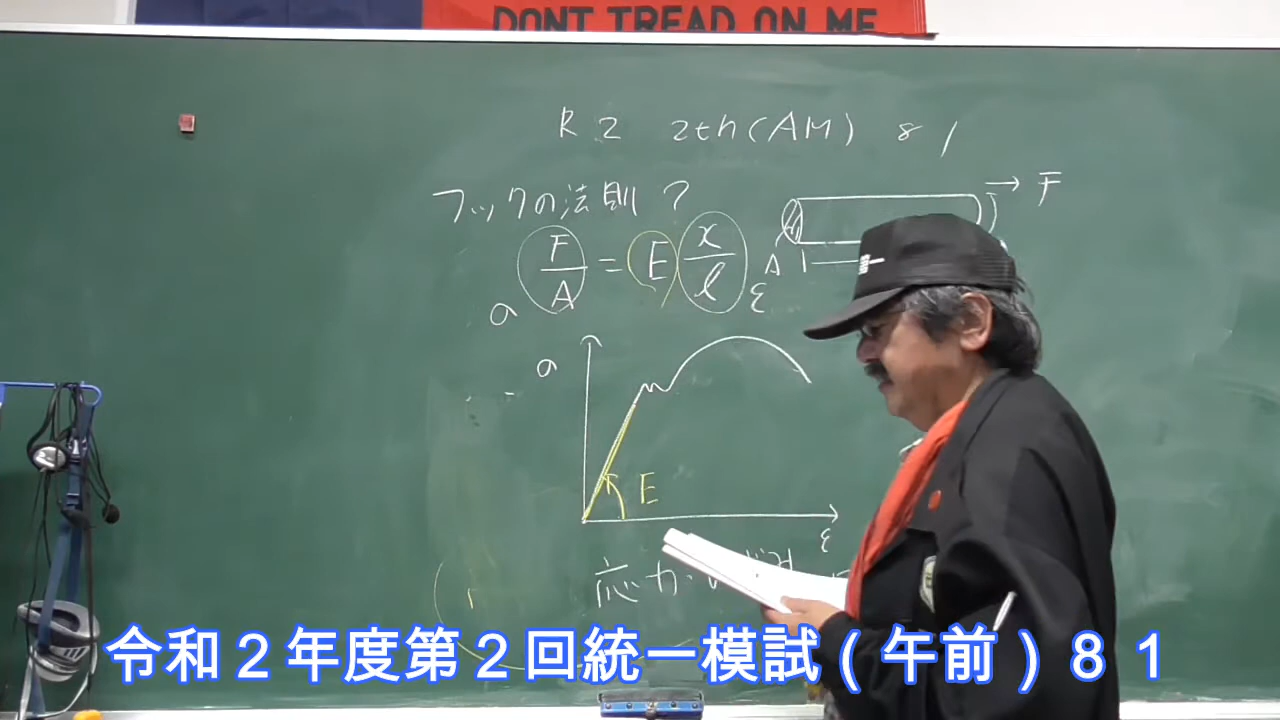 DONT TREAD ON ME
R2 2th(AM) 81
フックの法則?
F/A = E x/l
F
A
σ
ε
σ
E
ε
応力
令和2年度第2回統一模試(午前)81